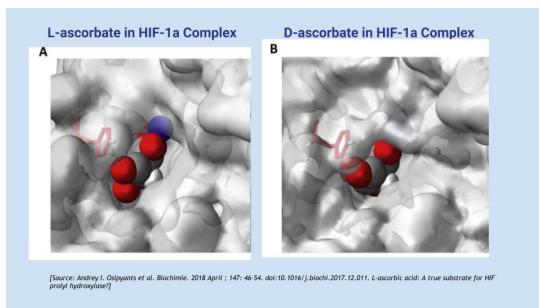 L-ascorbate in HIF-1a Complex
D-ascorbate in HIF-1a Complex
A
B
[Source: Andrey I. Osipyants et al. Biochimie. 2018 April ; 147: 46-54. doi:10.1016/j.biochi.2017.12.011. L-ascorbic acid: A true substrate for HIF
prolyl hydroxylase?]